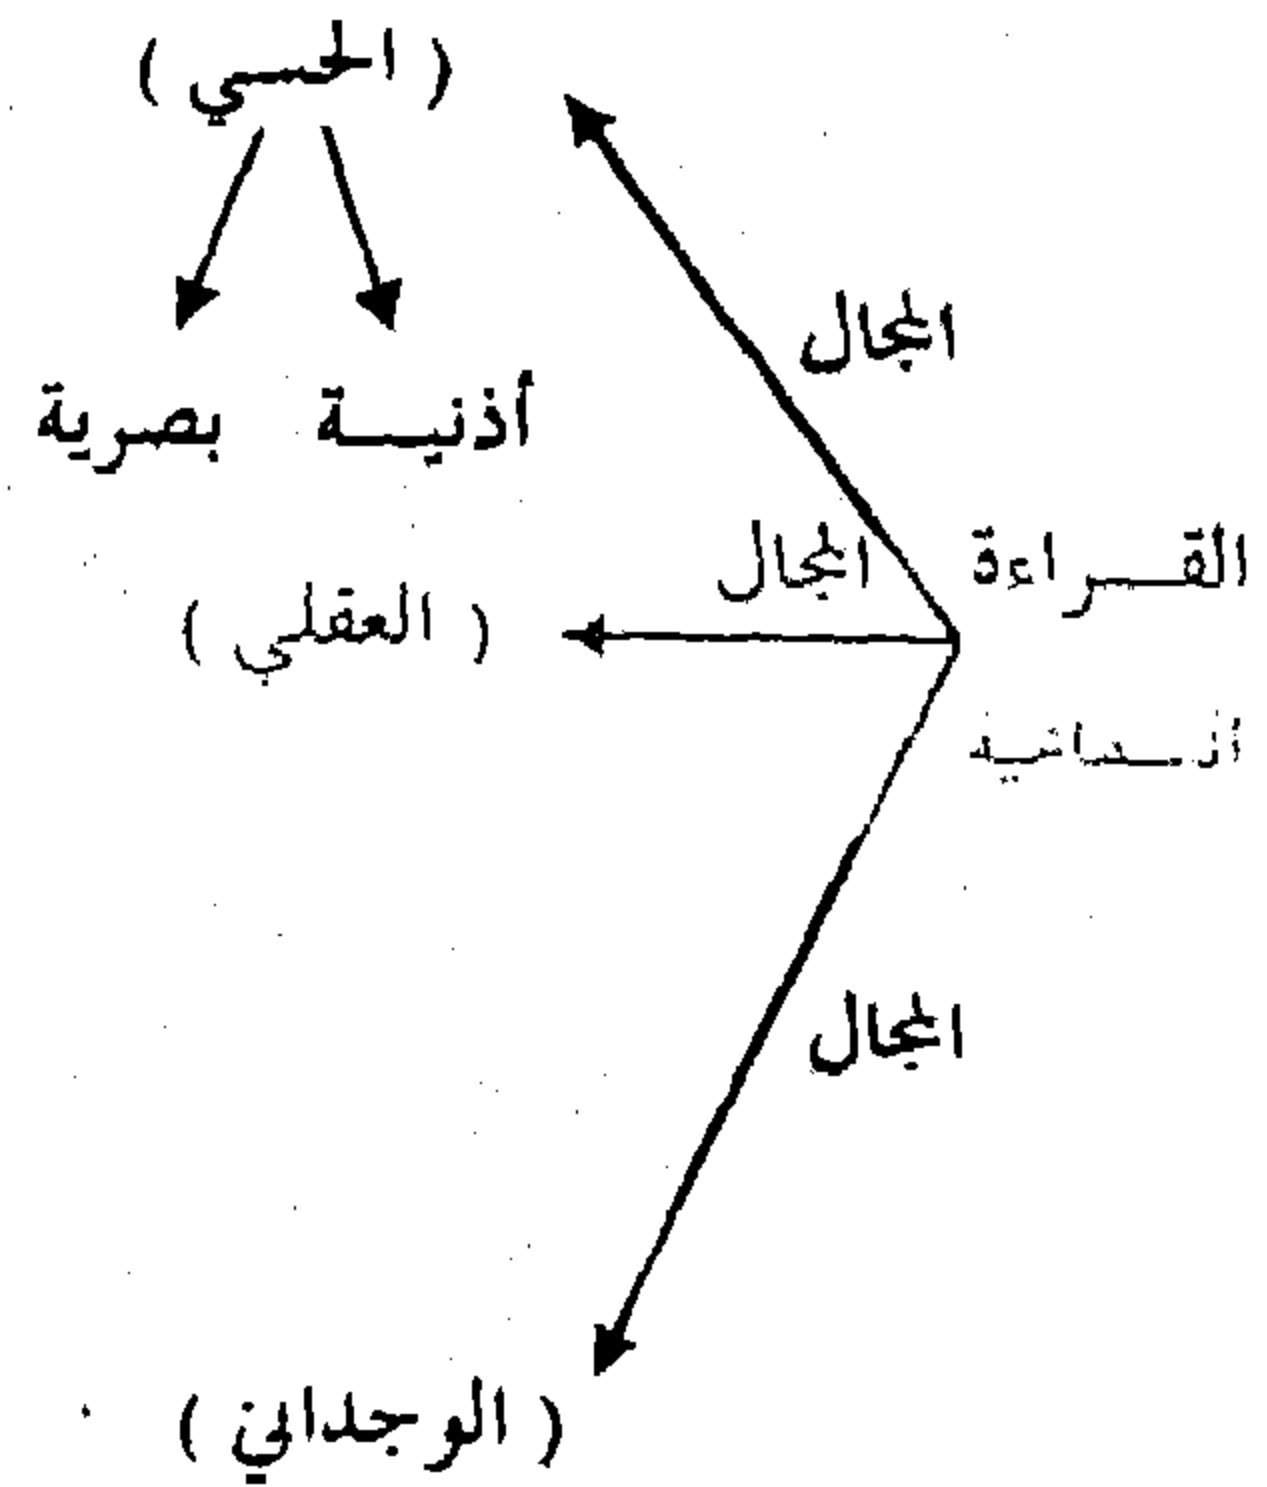 ( الحسي )
المجال
أذنية بصرية
القراءة
المجال
( العقلي )
المجال
( الوجداني )